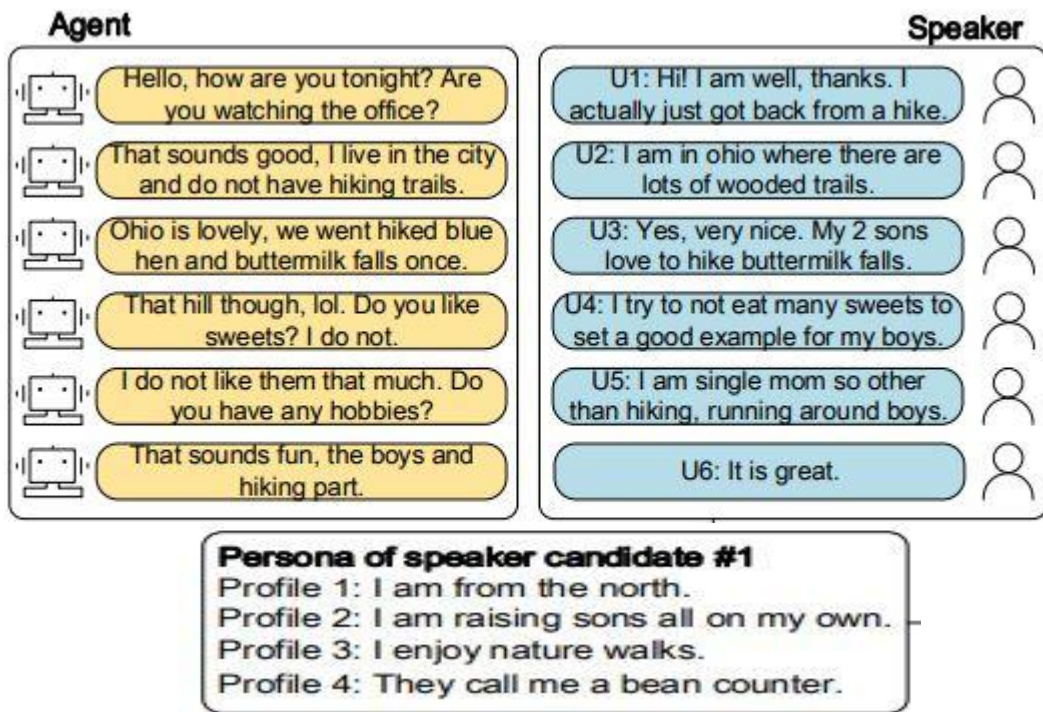 Agent
Speaker
Hello, how are you tonight? Are
you watching the office?
U1: Hi! I am well, thanks. I
actually just got back from a hike.
That sounds good, I live in the city
and do not have hiking trails.
U2: I am in ohio where there are
lots of wooded trails.
Ohio is lovely, we went hiked blue
hen and buttermilk falls once.
U3: Yes, very nice. My 2 sons
love to hike buttermilk falls.
That hill though, lol. Do you like
sweets? I do not.
U4: I try to not eat many sweets to
set a good example for my boys.
I do not like them that much. Do
you have any hobbies?
U5: I am single mom so other
than hiking, running around boys.
That sounds fun, the boys and
hiking part.
U6: It is great.
Persona of speaker candidate #1
Profile 1: I am from the north.
Profile 2: I am raising sons all on my own.
Profile 3: I enjoy nature walks.
Profile 4: They call me a bean counter.